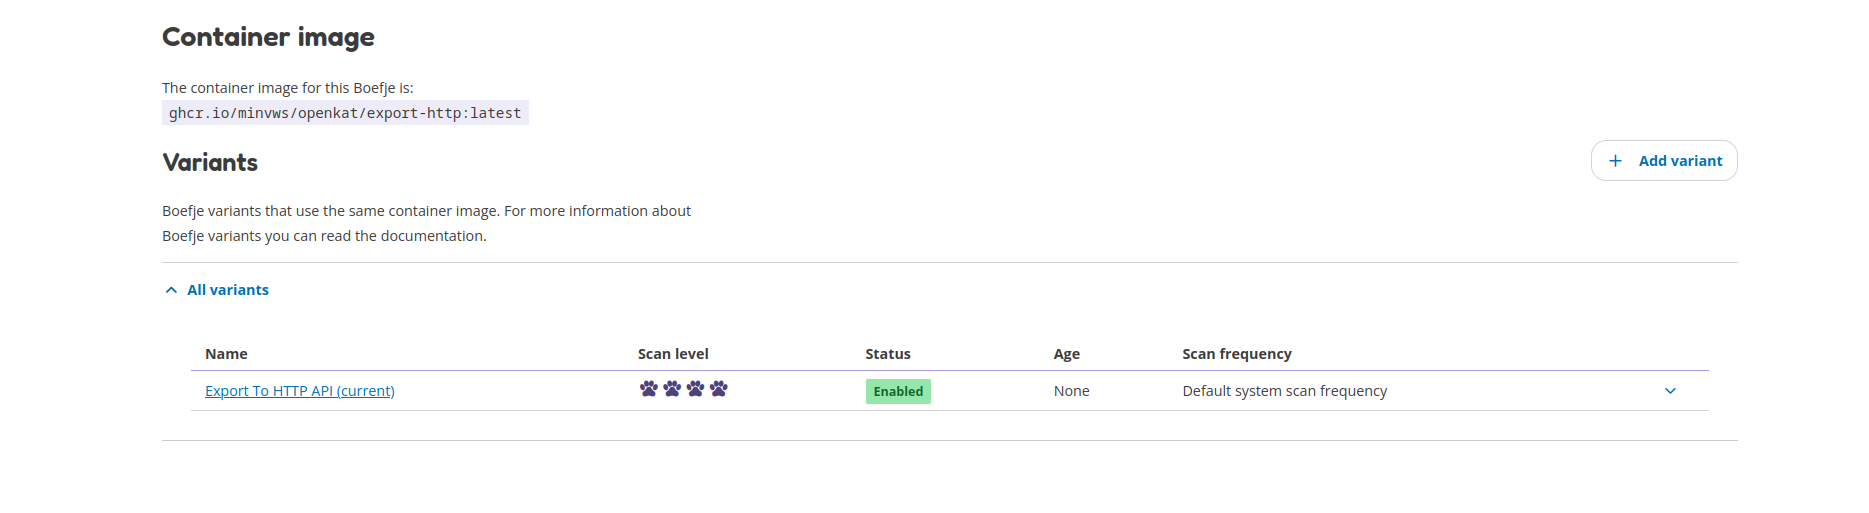 Container image
The container image for this Boefje is:
ghcr.io/minvws/openkat/export-http:latest
Variants
+ Add variant
Boefje variants that use the same container image. For more information about
Boefje variants you can read the documentation.
All variants
Name Scan level Status Age Scan frequency
Export To HTTP API (current) Enabled None Default system scan frequency